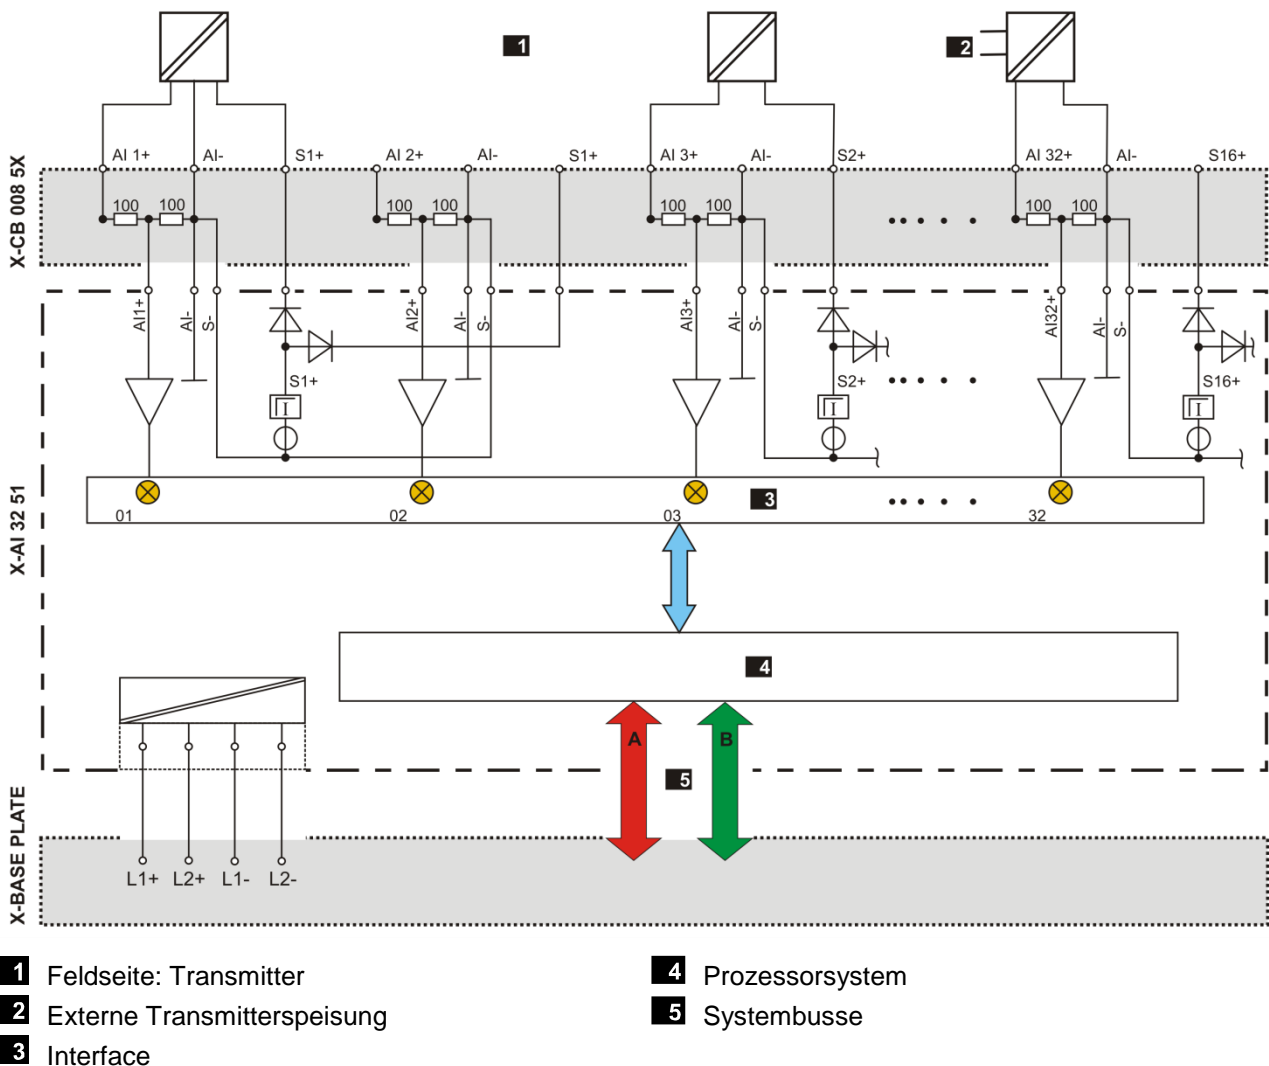 1
2
X-CB 008 5X
AI 1+ AI- S1+ AI 2+ AI- S1+ AI 3+ AI- S2+ AI 32+ AI- S16+
100 100 100 100 100 100 100 100
AI1+ AI- S- AI2+ AI- S- AI3+ AI- S- AI32+ AI- S-
S1+ S2+ S16+
I I I
X-AI 32 51
3
01 02 03 32
4
A B
5
X-BASE PLATE
L1+ L2+ L1- L2-
1 Feldseite: Transmitter
2 Externe Transmitterspeisung
3 Interface
4 Prozessorsystem
5 Systembusse